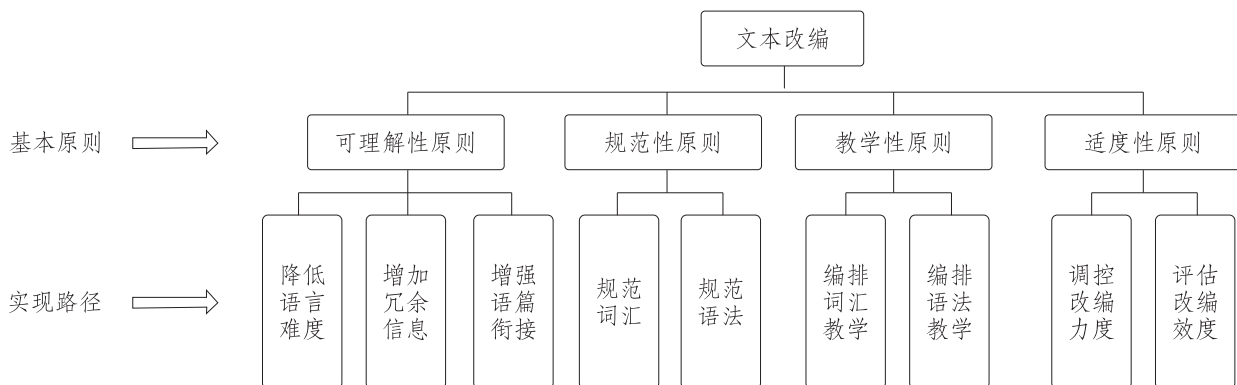 文本改编
基本原则
可理解性原则
规范性原则
教学性原则
适度性原则
实现路径
降低
语言
难度
增加
冗余
信息
增强
语篇
衔接
规范
词汇
规范
语法
编排
词汇
教学
编排
语法
教学
调控
改编
力度
评估
改编
效度